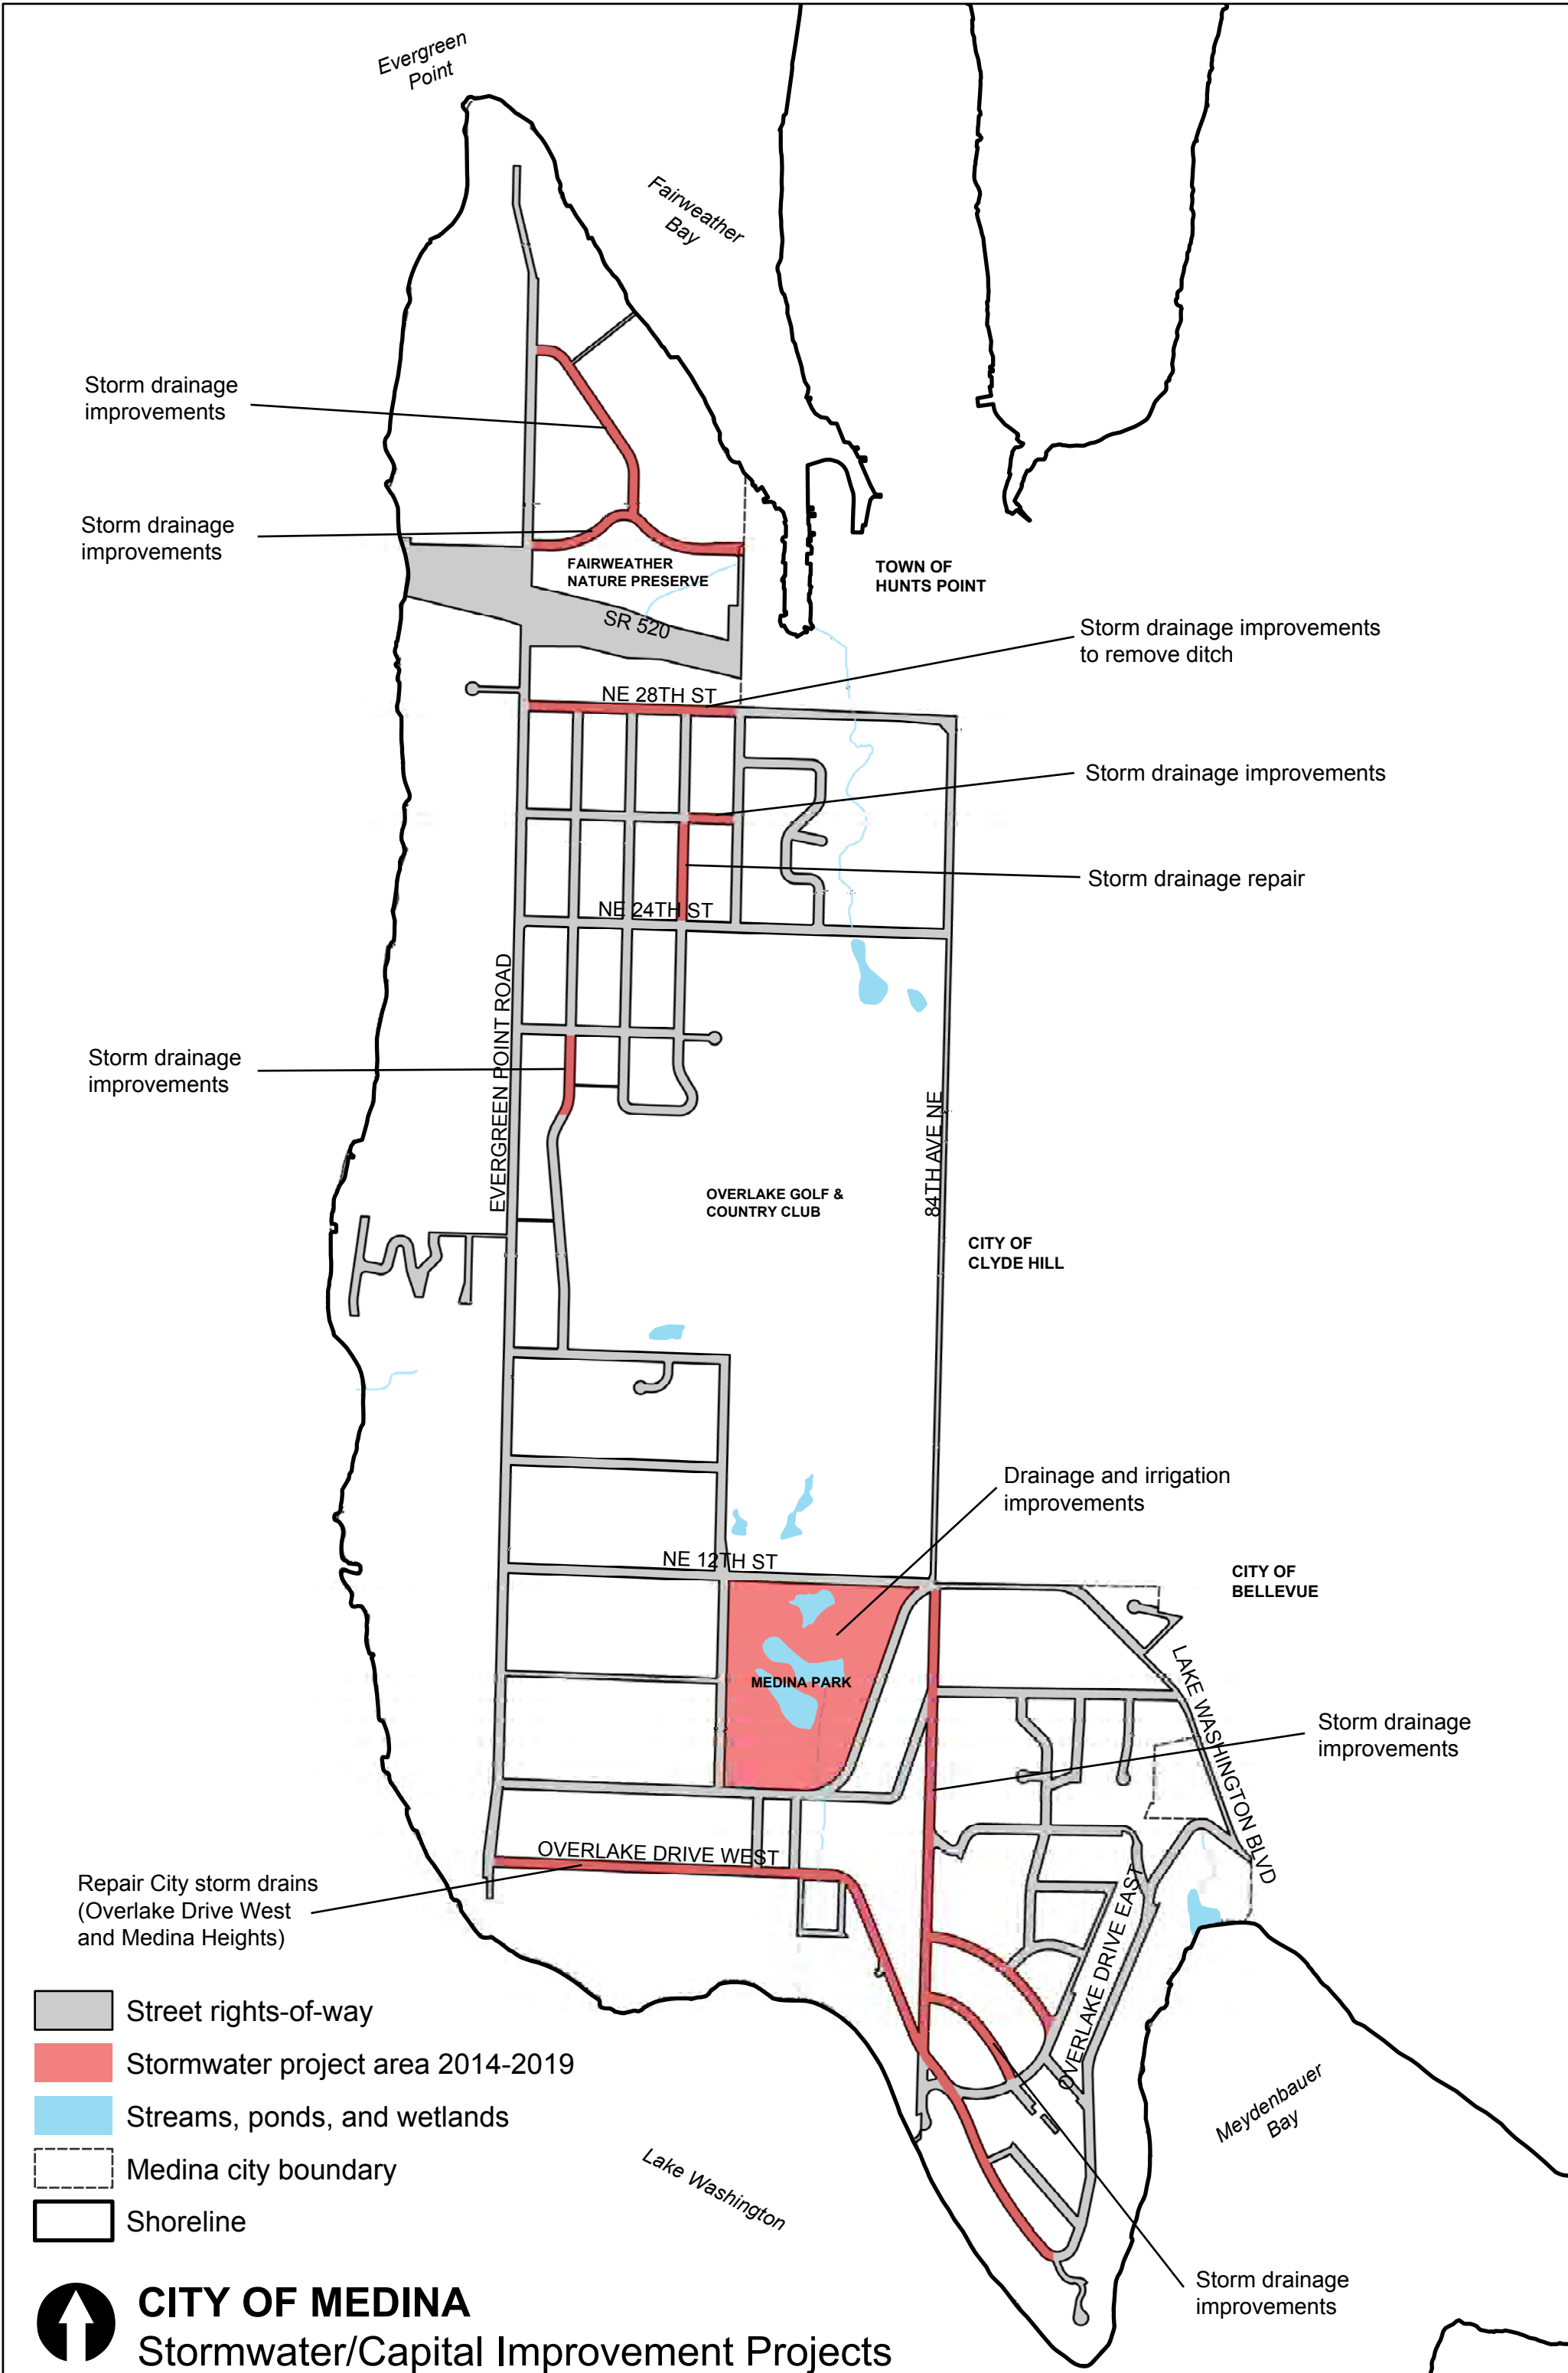 Evergreen
Point
Fairweather
Bay
Storm drainage
improvements
Storm drainage
improvements
FAIRWEATHER
NATURE PRESERVE
TOWN OF
HUNTS POINT
SR 520
Storm drainage improvements
to remove ditch
NE 28TH ST
Storm drainage improvements
Storm drainage repair
NE 24TH ST
EVERGREEN POINT ROAD
Storm drainage
improvements
84TH AVE NE
OVERLAKE GOLF &
COUNTRY CLUB
CITY OF
CLYDE HILL
Drainage and irrigation
improvements
NE 12TH ST
CITY OF
BELLEVUE
MEDINA PARK
LAKE WASHINGTON BLVD
Storm drainage
improvements
OVERLAKE DRIVE WEST
OVERLAKE DRIVE EAST
Repair City storm drains
(Overlake Drive West
and Medina Heights)
Street rights-of-way
Stormwater project area 2014-2019
Streams, ponds, and wetlands
Medina city boundary
Shoreline
Lake Washington
Meydenbauer
Bay
Storm drainage
improvements
CITY OF MEDINA
Stormwater/Capital Improvement Projects